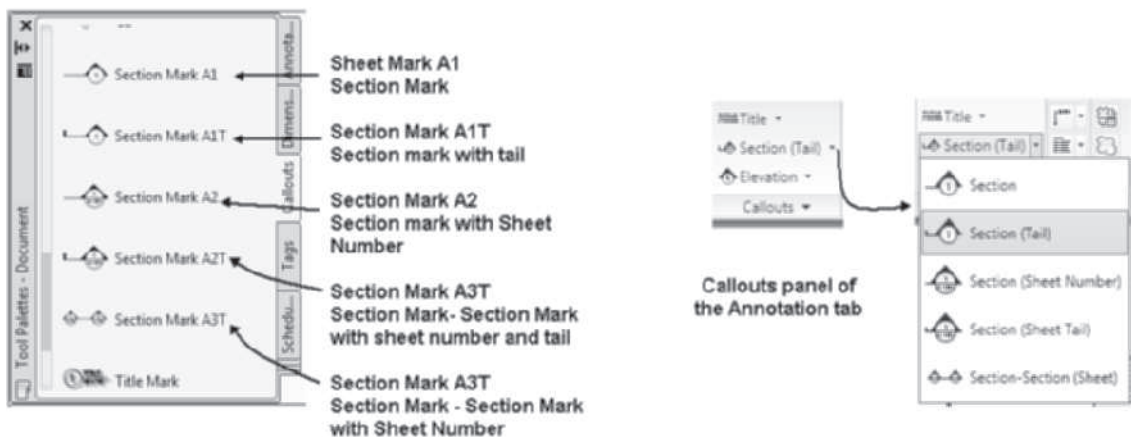 Section Mark A1
Section Mark A1T
Section Mark A2
Section Mark A2T
Section Mark A3T
Title Mark
Tool Palettes - Document
Annota...
Dimens...
Callouts
Tags
Schedu...
Sheet Mark A1
Section Mark
Section Mark A1T
Section mark with tail
Section Mark A2
Section mark with Sheet
Number
Section Mark A3T
Section Mark- Section Mark
with sheet number and tail
Section Mark A3T
Section Mark - Section Mark
with Sheet Number
Title
Section (Tail)
Elevation
Callouts
Callouts panel of
the Annotation tab
Title
Section (Tail)
Section
Section (Tail)
Section (Sheet Number)
Section (Sheet Tail)
Section-Section (Sheet)